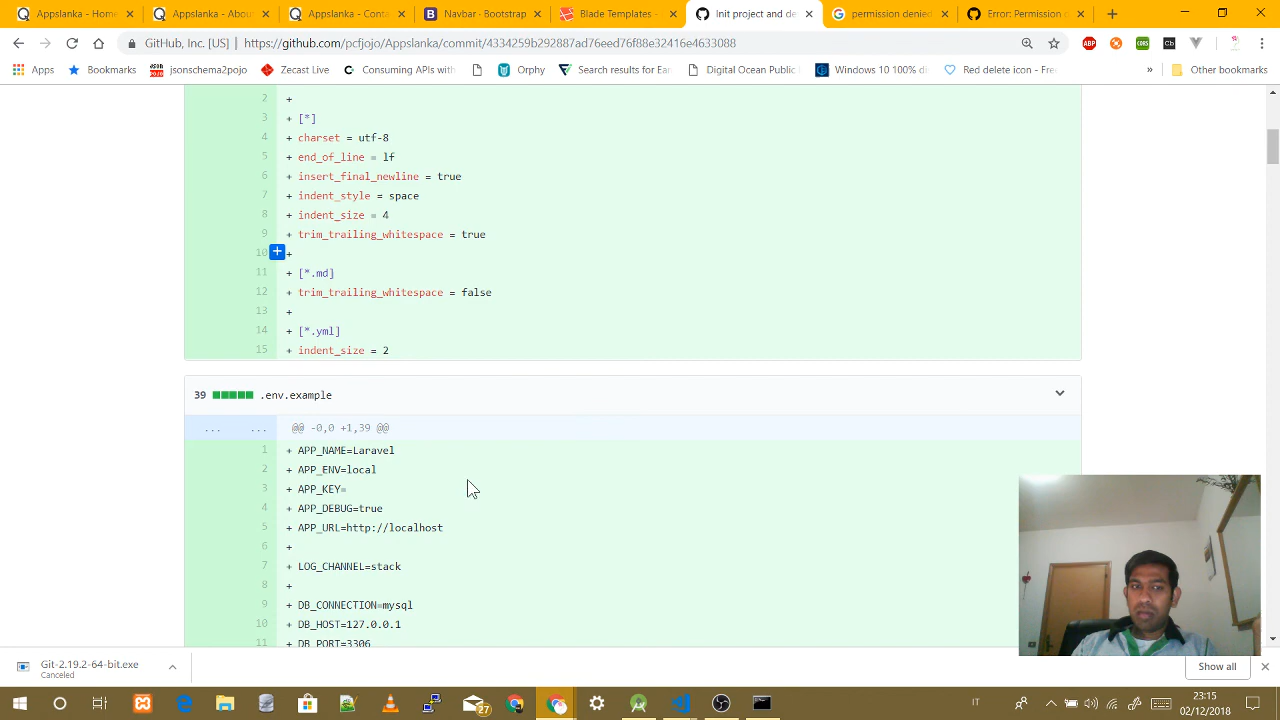 Appslanka - Home
Appslanka - Abou
Appslanka - Conta
Navbar · Bootstrap
Blade Templates -
Init project and de
permission denied
Error: Permission d
GitHub, Inc. [US]
https://github.com/pcfjojo/Appslanka/commit/4334259b292887ad76eed76f88e32416e4633088
Apps
Bookmarks
jsonschema2pojo
Zecast Live
Consuming APIs with
Orphy
Search results for Ear
Digital Ocean Public
Windows 10 100% di
Red delete icon - Fre
»
Other bookmarks
2 +
3 + [*]
4 + charset = utf-8
5 + end_of_line = lf
6 + insert_final_newline = true
7 + indent_style = space
8 + indent_size = 4
9 + trim_trailing_whitespace = true
10 +
11 + [*.md]
12 + trim_trailing_whitespace = false
13 +
14 + [*.yml]
15 + indent_size = 2
39 .env.example
... ... @@ -0,0 +1,39 @@
1 + APP_NAME=Laravel
2 + APP_ENV=local
3 + APP_KEY=
4 + APP_DEBUG=true
5 + APP_URL=http://localhost
6 +
7 + LOG_CHANNEL=stack
8 +
9 + DB_CONNECTION=mysql
10 + DB_HOST=127.0.0.1
11 + DB_PORT=3306
Git-2.19.2-64-bit.exe
Canceled
Show all
27
IT
23:15
02/12/2018